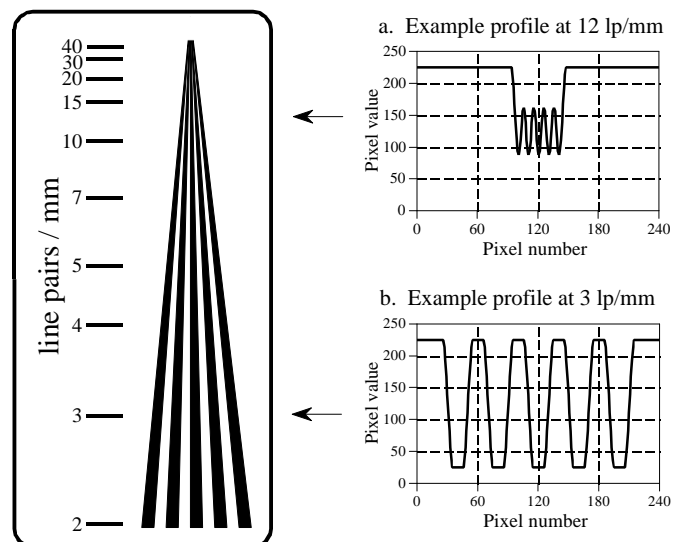 40
30
20
15
10
7
5
4
3
2
line pairs / mm
a. Example profile at 12 lp/mm
250
200
150
100
50
0
0 60 120 180 240
Pixel value
Pixel number
b. Example profile at 3 lp/mm
250
200
150
100
50
0
0 60 120 180 240
Pixel value
Pixel number